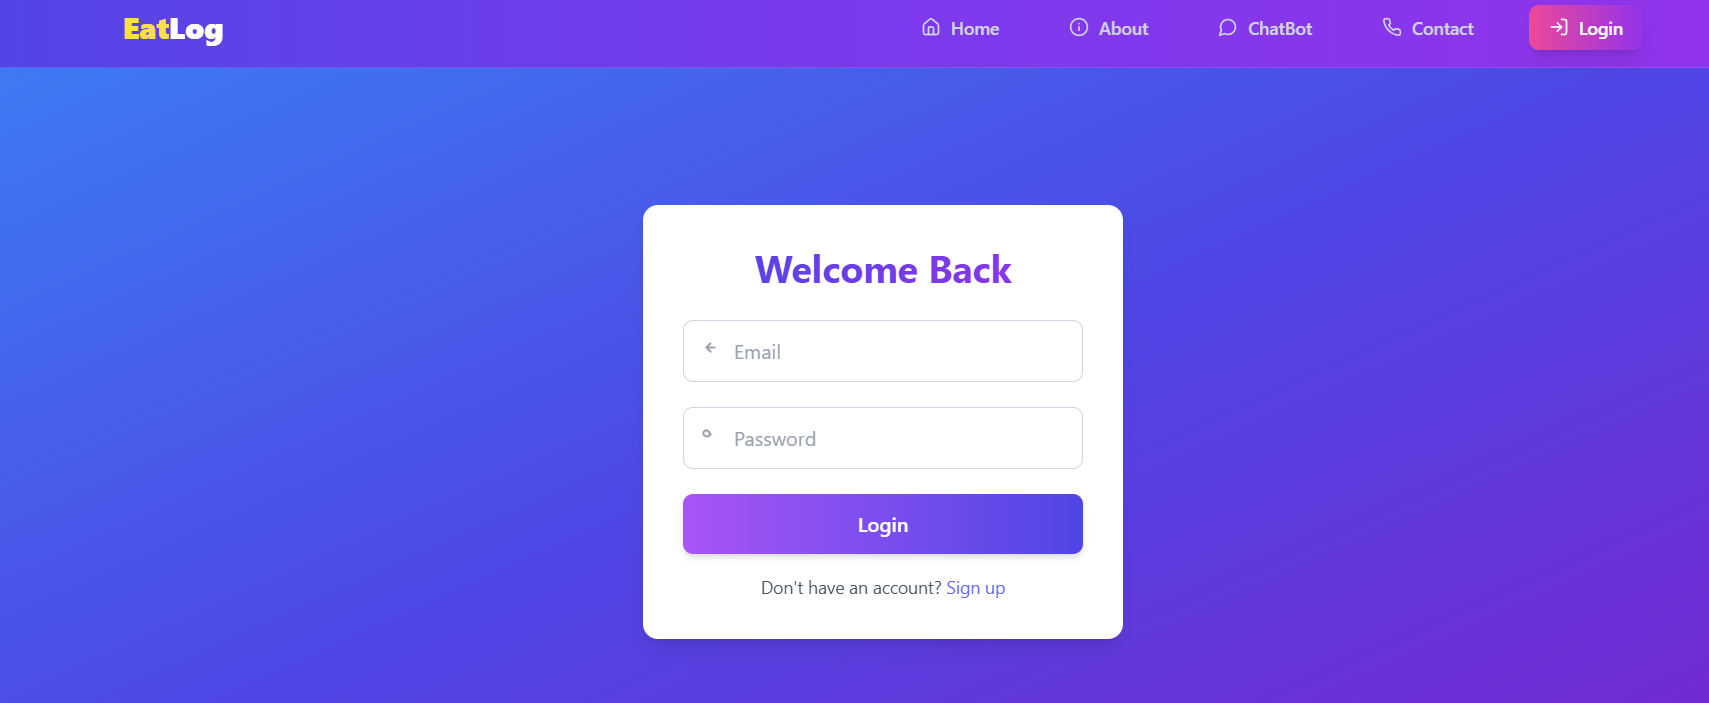 EatLog
Home
About
ChatBot
Contact
Login
Welcome Back
Email
Password
Login
Don't have an account? Sign up